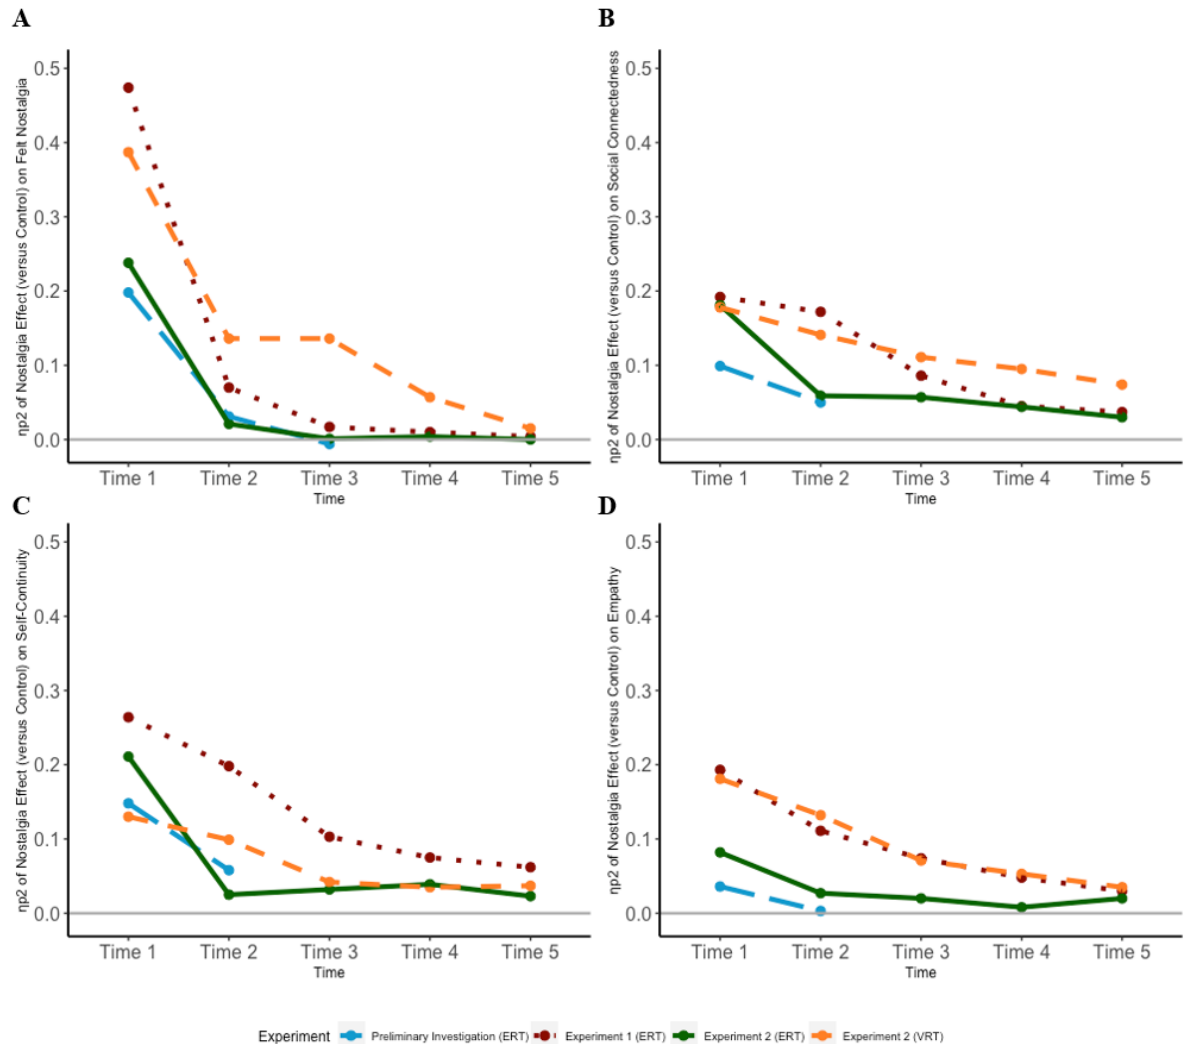 A
ηp2 of Nostalgia Effect (versus Control) on Felt Nostalgia
0.5
0.4
0.3
0.2
0.1
0.0
Time 1 Time 2 Time 3 Time 4 Time 5
Time
B
ηp2 of Nostalgia Effect (versus Control) on Social Connectedness
0.5
0.4
0.3
0.2
0.1
0.0
Time 1 Time 2 Time 3 Time 4 Time 5
Time
C
ηp2 of Nostalgia Effect (versus Control) on Self-Continuity
0.5
0.4
0.3
0.2
0.1
0.0
Time 1 Time 2 Time 3 Time 4 Time 5
Time
D
ηp2 of Nostalgia Effect (versus Control) on Empathy
0.5
0.4
0.3
0.2
0.1
0.0
Time 1 Time 2 Time 3 Time 4 Time 5
Time
Experiment Preliminary Investigation (ERT) Experiment 1 (ERT) Experiment 2 (ERT) Experiment 2 (VRT)